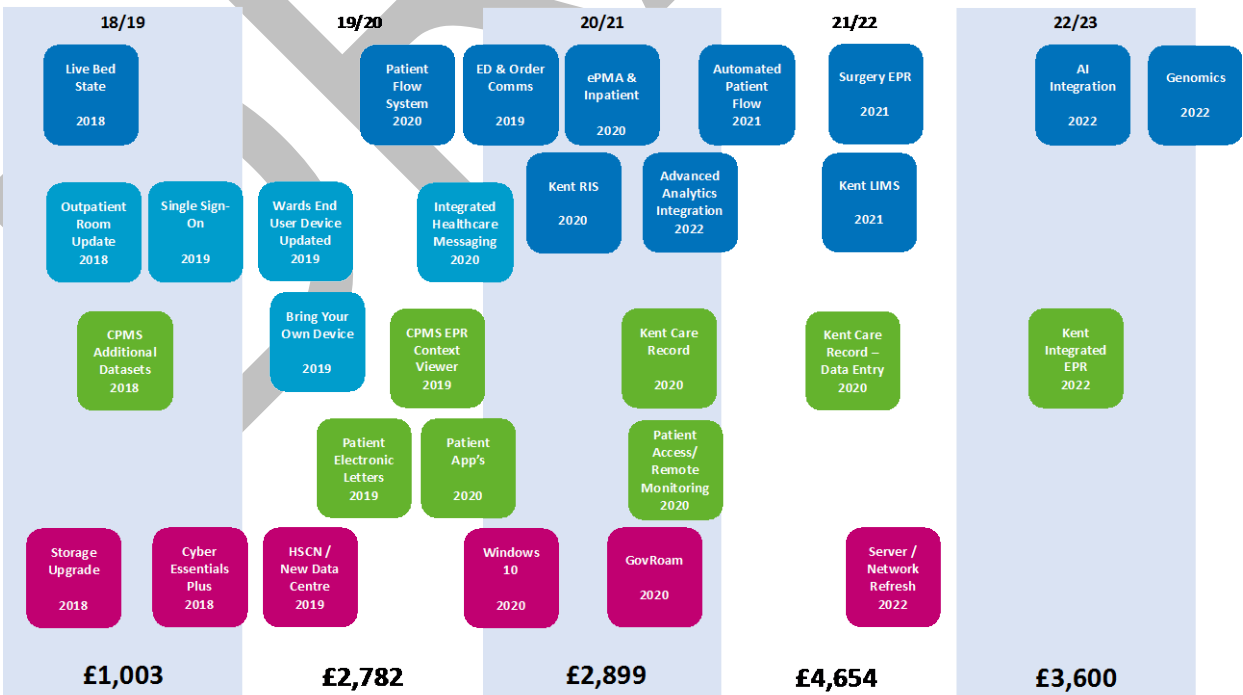 18/19
19/20
20/21
21/22
22/23
Live Bed
State
2018
Patient
Flow
System
2020
ED & Order
Comms
2019
ePMA &
Inpatient
2020
Automated
Patient
Flow
2021
Surgery EPR
2021
AI
Integration
2022
Genomics
2022
Kent RIS
2020
Advanced
Analytics
Integration
2022
Kent LIMS
2021
Outpatient
Room
Update
2018
Single Sign-
On
2019
Wards End
User Device
Updated
2019
Integrated
Healthcare
Messaging
2020
Bring Your
Own Device
2019
CPMS
Additional
Datasets
2018
CPMS EPR
Context
Viewer
2019
Kent Care
Record
2020
Kent Care
Record –
Data Entry
2020
Kent
Integrated
EPR
2022
Patient
Electronic
Letters
2019
Patient
App's
2020
Patient
Access/
Remote
Monitoring
2020
Storage
Upgrade
2018
Cyber
Essentials
Plus
2018
HSCN /
New Data
Centre
2019
Windows
10
2020
GovRoam
2020
Server /
Network
Refresh
2022
£1,003
£2,782
£2,899
£4,654
£3,600